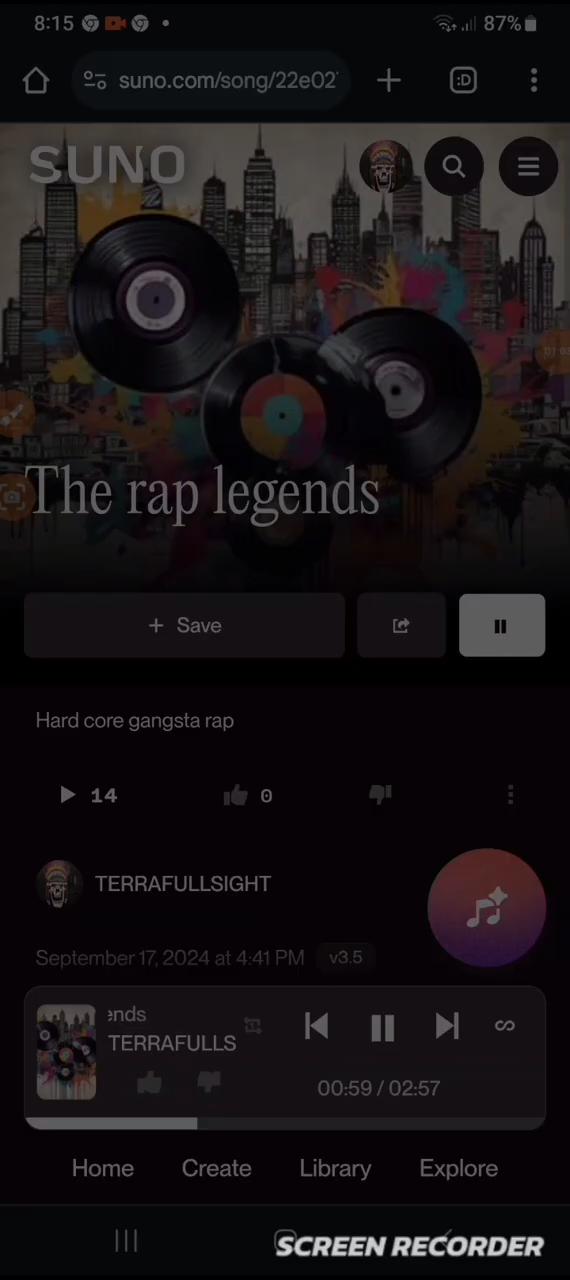 8:15
87%
suno.com/song/22e02
:D
SUNO
The rap legends
+ Save
Hard core gangsta rap
14
0
TERRAFULLSIGHT
September 17, 2024 at 4:41 PM v3.5
ends
TERRAFULLS
00:59 / 02:57
Home Create Library Explore
SCREEN RECORDER